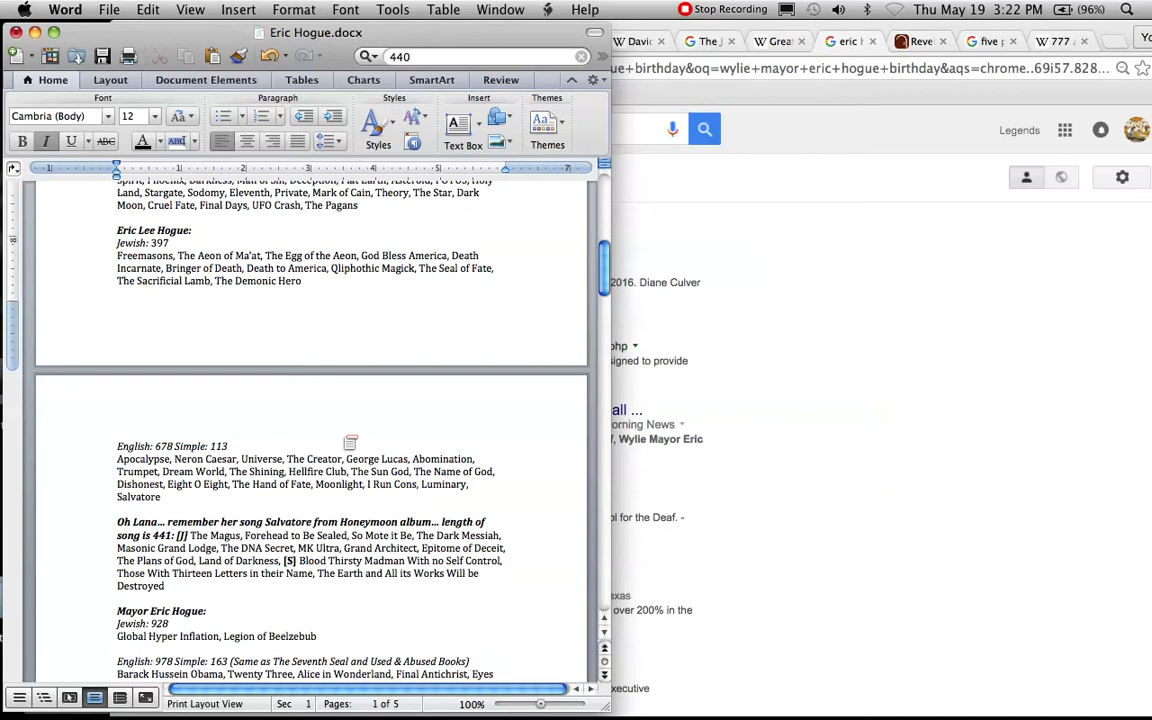 Word File Edit View Insert Format Font Tools Table Window Help Stop Recording Thu May 19 3:22 PM (96%)
Eric Hogue.docx
440
Davic The J Grea eric h Reve five p 777 Yo
ue+birthday&oq=wylie+mayor+eric+hogue+birthday&aqs=chrome..69i57.828...
Home Layout Document Elements Tables Charts SmartArt Review
Font Paragraph Styles Insert Themes
Cambria (Body) 12 Aa
B I U ABC A ABC
Styles Text Box Themes
Legends
1 1 2 3 4 5 7
Land, Stargate, Sodomy, Eleventh, Private, Mark of Cain, Theory, The Star, Dark
Moon, Cruel Fate, Final Days, UFO Crash, The Pagans
Eric Lee Hogue:
Jewish: 397
Freemasons, The Aeon of Ma'at, The Egg of the Aeon, God Bless America, Death
Incarnate, Bringer of Death, Death to America, Qliphothic Magick, The Seal of Fate,
The Sacrificial Lamb, The Demonic Hero
English: 678 Simple: 113
Apocalypse, Neron Caesar, Universe, The Creator, George Lucas, Abomination,
Trumpet, Dream World, The Shining, Hellfire Club, The Sun God, The Name of God,
Dishonest, Eight O Eight, The Hand of Fate, Moonlight, I Run Cons, Luminary,
Salvatore
Oh Lana... remember her song Salvatore from Honeymoon album... length of
song is 441: [J] The Magus, Forehead to Be Sealed, So Mote it Be, The Dark Messiah,
Masonic Grand Lodge, The DNA Secret, MK Ultra, Grand Architect, Epitome of Deceit,
The Plans of God, Land of Darkness, [S] Blood Thirsty Madman With no Self Control,
Those With Thirteen Letters in their Name, The Earth and All its Works Will be
Destroyed
Mayor Eric Hogue:
Jewish: 928
Global Hyper Inflation, Legion of Beelzebub
English: 978 Simple: 163 (Same as The Seventh Seal and Used & Abused Books)
Barack Hussein Obama, Twenty Three, Alice in Wonderland, Final Antichrist, Eyes
2016. Diane Culver
php
signed to provide
all ...
orning News
f, Wylie Mayor Eric
ol for the Deaf. -
exas
over 200% in the
xecutive
Print Layout View Sec 1 Pages: 1 of 5 100%